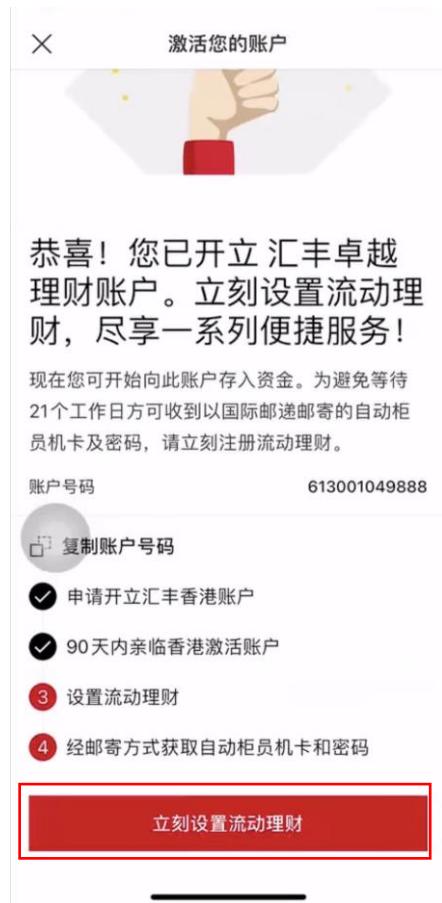 激活您的账户
恭喜！您已开立 汇丰卓越
理财账户。立刻设置流动理
财，尽享一系列便捷服务！
现在您可开始向此账户存入资金。为避免等待
21个工作日方可收到以国际邮递邮寄的自动柜
员机卡及密码，请立刻注册流动理财。
账户号码 613001049888
复制账户号码
申请开立汇丰香港账户
90天内亲临香港激活账户
3 设置流动理财
4 经邮寄方式获取自动柜员机卡和密码
立刻设置流动理财